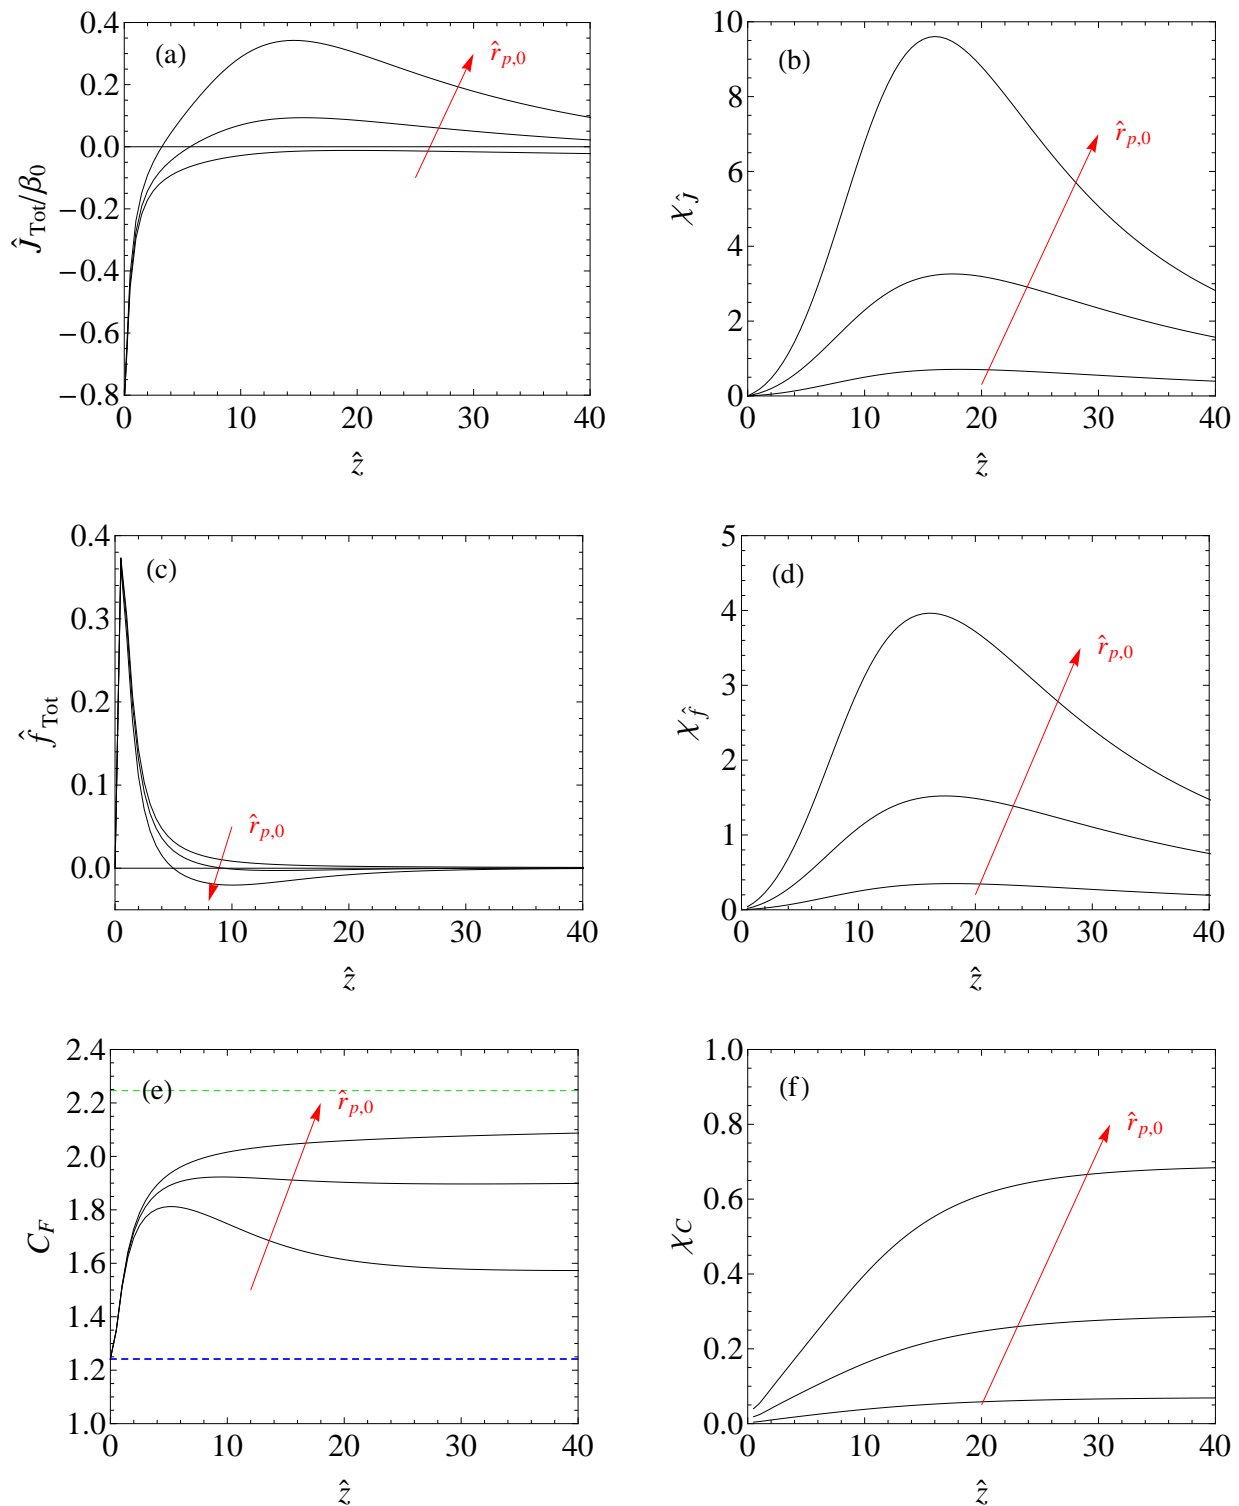 (a)
r̂p,0
0.4
0.2
0.0
−0.2
−0.4
−0.6
−0.8
ĴTot/β0
0 10 20 30 40
ẑ
(b)
r̂p,0
10
8
6
4
2
0
χĴ
0 10 20 30 40
ẑ
(c)
r̂p,0
0.4
0.3
0.2
0.1
0.0
f̂Tot
0 10 20 30 40
ẑ
(d)
r̂p,0
5
4
3
2
1
0
χf̂
0 10 20 30 40
ẑ
(e)
r̂p,0
2.4
2.2
2.0
1.8
1.6
1.4
1.2
1.0
CF
0 10 20 30 40
ẑ
(f)
r̂p,0
1.0
0.8
0.6
0.4
0.2
0.0
χC
0 10 20 30 40
ẑ